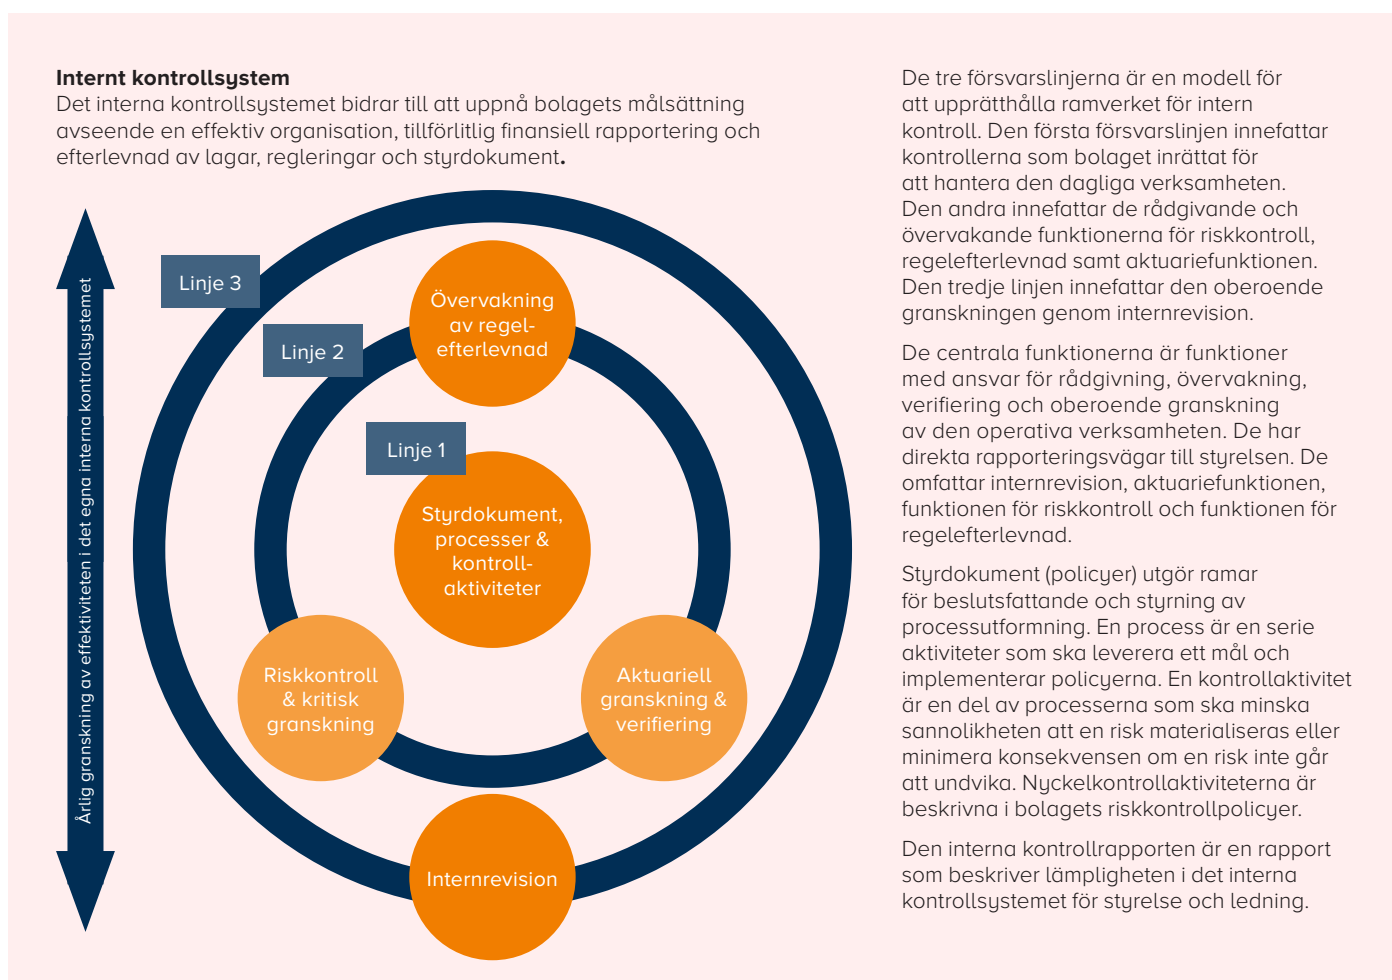 Internt kontrollsystem
Det interna kontrollsystemet bidrar till att uppnå bolagets målsättning
avseende en effektiv organisation, tillförlitlig finansiell rapportering och
efterlevnad av lagar, regleringar och styrdokument.
Årlig granskning av effektiviteten i det egna interna kontrollsystemet
Linje 3
Linje 2
Linje 1
Övervakning
av regel-
efterlevnad
Styrdokument,
processer &
kontroll-
aktiviteter
Riskkontroll
& kritisk
granskning
Aktuariell
granskning &
verifiering
Internrevision
De tre försvarslinjerna är en modell för
att upprätthålla ramverket för intern
kontroll. Den första försvarslinjen innefattar
kontrollerna som bolaget inrättat för
att hantera den dagliga verksamheten.
Den andra innefattar de rådgivande och
övervakande funktionerna för riskkontroll,
regelefterlevnad samt aktuariefunktionen.
Den tredje linjen innefattar den oberoende
granskningen genom internrevision.
De centrala funktionerna är funktioner
med ansvar för rådgivning, övervakning,
verifiering och oberoende granskning
av den operativa verksamheten. De har
direkta rapporteringsvägar till styrelsen. De
omfattar internrevision, aktuariefunktionen,
funktionen för riskkontroll och funktionen för
regelefterlevnad.
Styrdokument (policyer) utgör ramar
för beslutsfattande och styrning av
processutformning. En process är en serie
aktiviteter som ska leverera ett mål och
implementerar policyerna. En kontrollaktivitet
är en del av processerna som ska minska
sannolikheten att en risk materialiseras eller
minimera konsekvensen om en risk inte går
att undvika. Nyckelkontrollaktiviteterna är
beskrivna i bolagets riskkontrollpolicyer.
Den interna kontrollrapporten är en rapport
som beskriver lämpligheten i det interna
kontrollsystemet för styrelse och ledning.